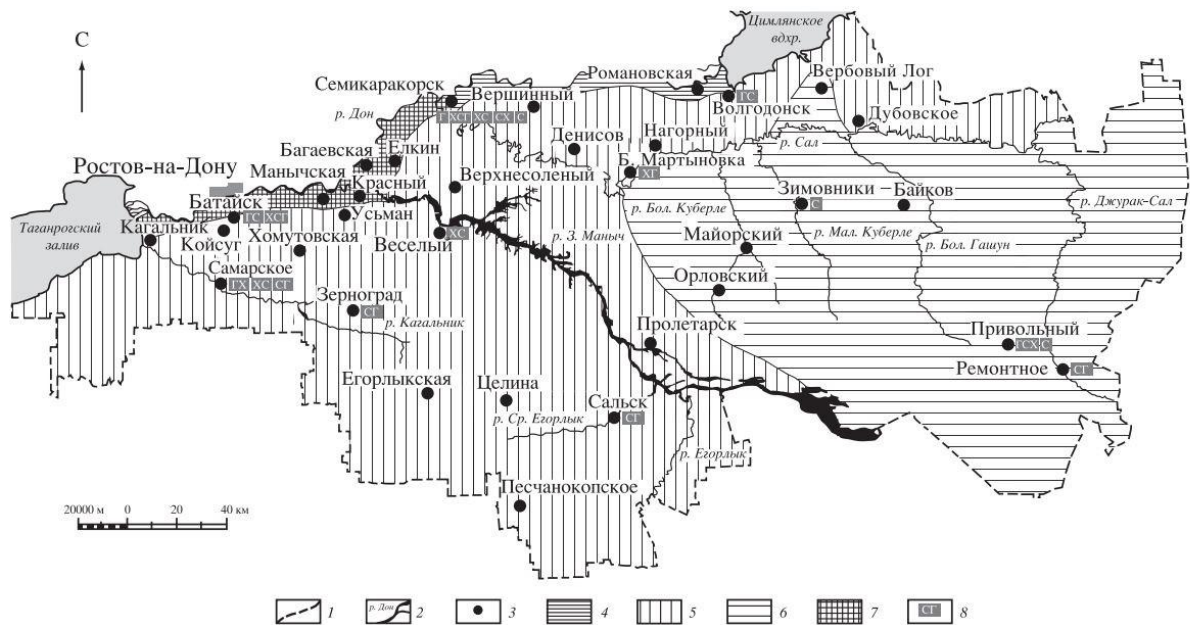 Цимлянское
вдхр.
С
Семикаракорск
Романовская
Вербовый Лог
Вершинный
р. Дон
Г ХСГ ХС СХ С
ГС
Волгодонск
Дубовское
Денисов
Нагорный
р. Сал
Ростов-на-Дону
Багаевская
Елкин
Б. Мартыновка
ХГ
Манычская
Красный
Верхнесоленый
Зимовники
Байков
С
Батайск
ГС ХСГ
Усьман
р. Бол. Куберле
р. Джурак-Сал
Таганрогский
залив
Кагальник
Койсуг
Хомутовская
Веселый
ХС
р. З. Маныч
Майорский
р. Мал. Куберле
р. Бол. Гашун
Самарское
ГХ ХС СГ
Орловский
Зерноград
СГ
р. Кагальник
Пролетарск
Привольный
ГСХ С
Ремонтное
СГ
Егорлыкская
Целина
Сальск
СГ
р. Ср. Егорлык
р. Егорлык
Песчанокопское
20000 м 0 20 40 км
1
р. Дон 2
3
4
5
6
7
СГ 8